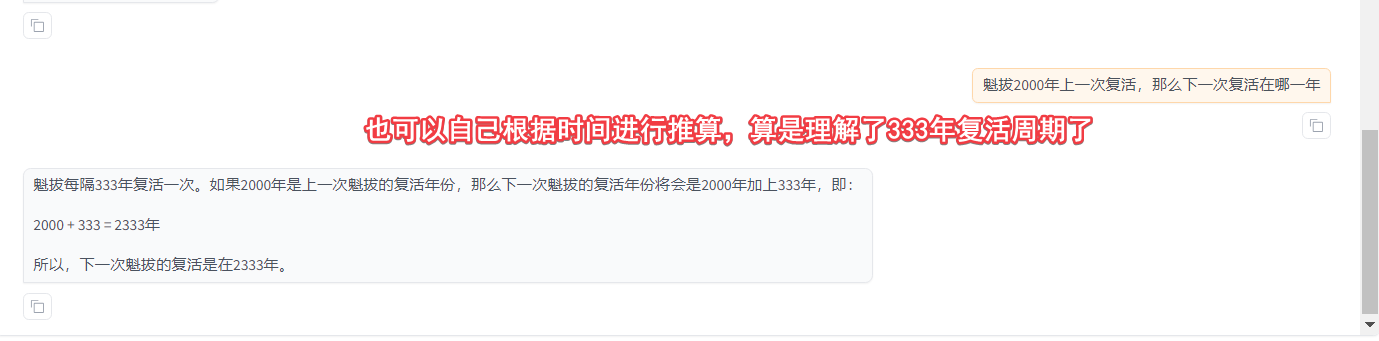 魁拔2000年上一次复活，那么下一次复活在哪一年
也可以自己根据时间进行推算，算是理解了333年复活周期了
魁拔每隔333年复活一次。如果2000年是上一次魁拔的复活年份，那么下一次魁拔的复活年份将会是2000年加上333年，即：
2000 + 333 = 2333年
所以，下一次魁拔的复活是在2333年。